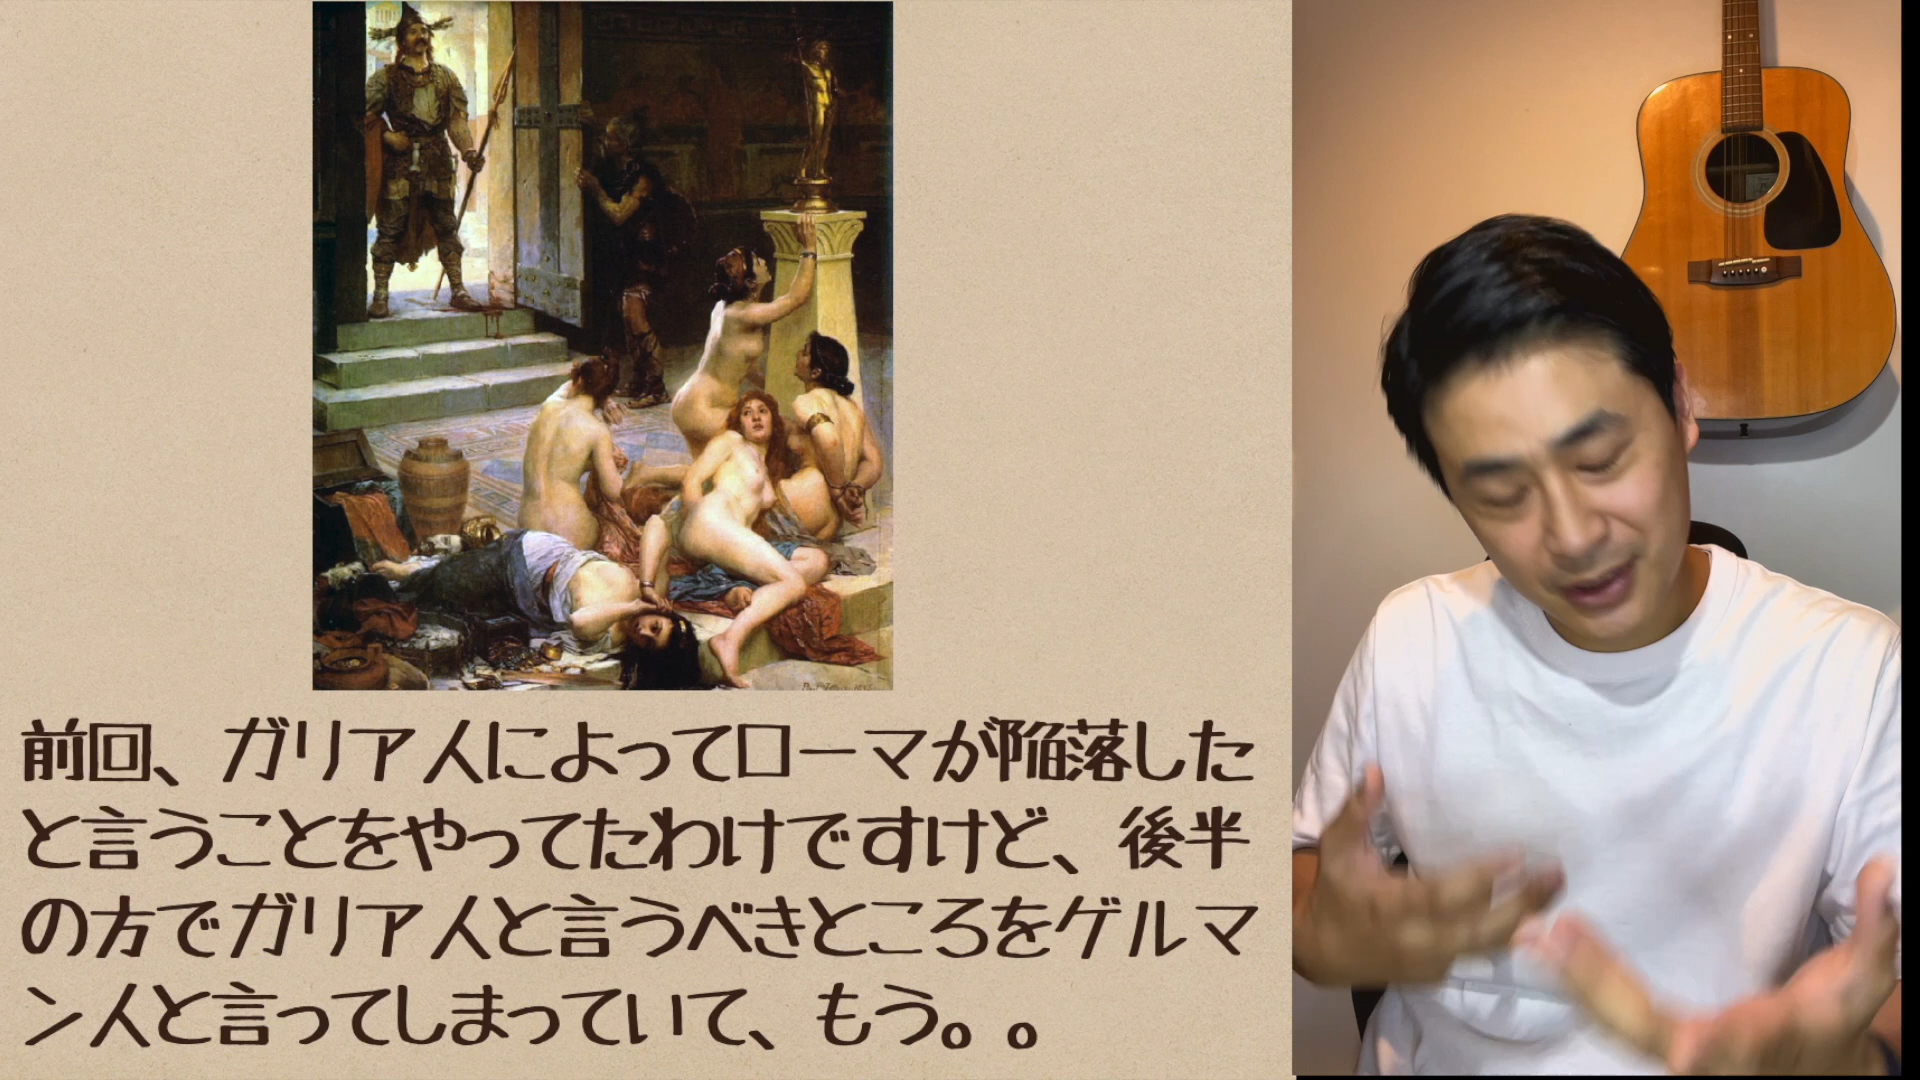 前回、ガリア人によってローマが陥落した
と言うことをやってたわけですけど、後半
の方でガリア人と言うべきところをゲルマ
ン人と言ってしまっていて、もう。。